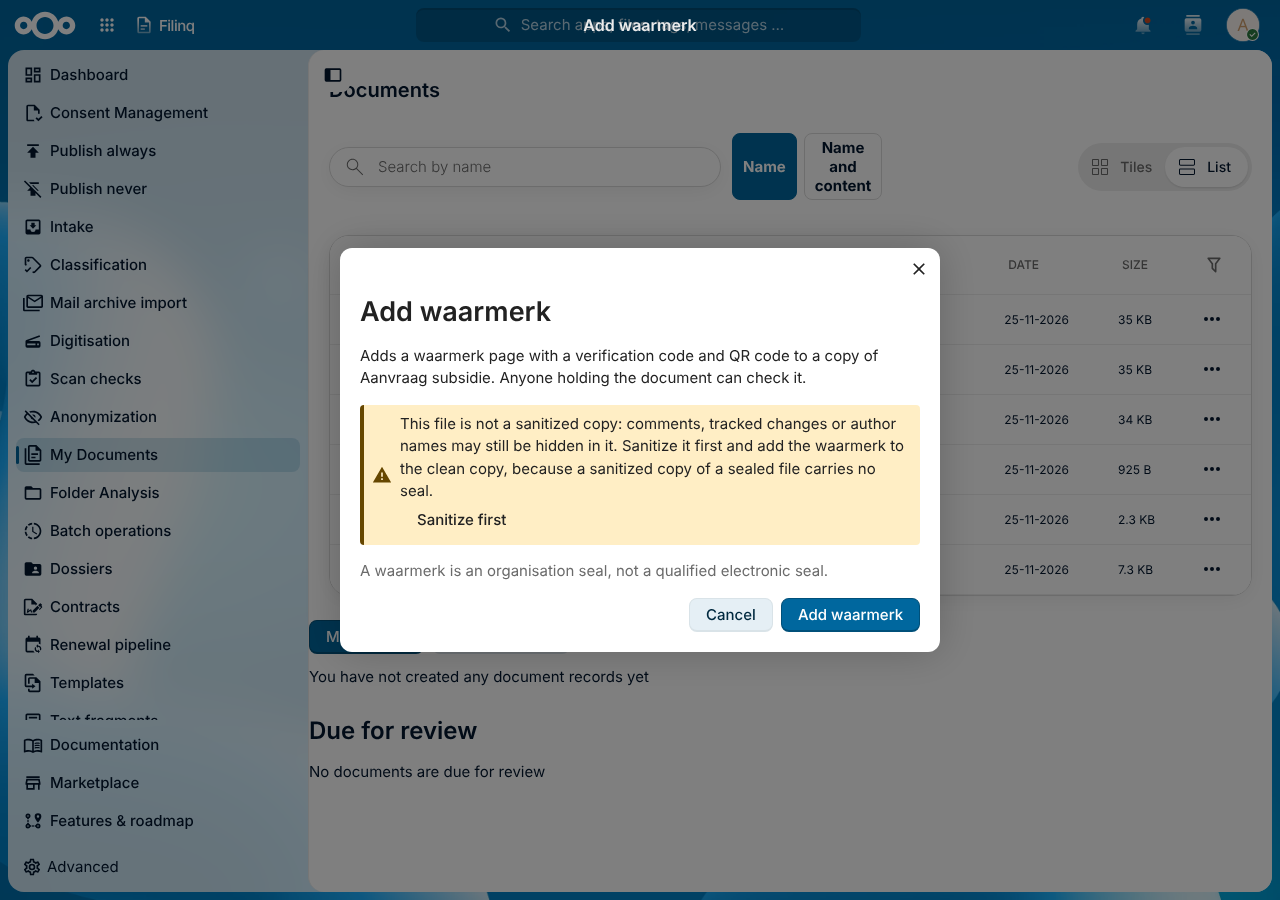 Filinq
Search apps, files, tags, messages ...
Add waarmerk
A
Dashboard
Consent Management
Publish always
Publish never
Intake
Classification
Mail archive import
Digitisation
Scan checks
Anonymization
My Documents
Folder Analysis
Batch operations
Dossiers
Contracts
Renewal pipeline
Templates
Text fragments
Documentation
Marketplace
Features & roadmap
Advanced
Documents
Search by name
Name
Name and content
Tiles
List
DATE
SIZE
25-11-2026
35 KB
25-11-2026
35 KB
25-11-2026
34 KB
25-11-2026
925 B
25-11-2026
2.3 KB
25-11-2026
7.3 KB
Add waarmerk
Adds a waarmerk page with a verification code and QR code to a copy of
Aanvraag subsidie. Anyone holding the document can check it.
This file is not a sanitized copy: comments, tracked changes or author
names may still be hidden in it. Sanitize it first and add the waarmerk to
the clean copy, because a sanitized copy of a sealed file carries no
seal.
Sanitize first
A waarmerk is an organisation seal, not a qualified electronic seal.
Cancel
Add waarmerk
You have not created any document records yet
Due for review
No documents are due for review